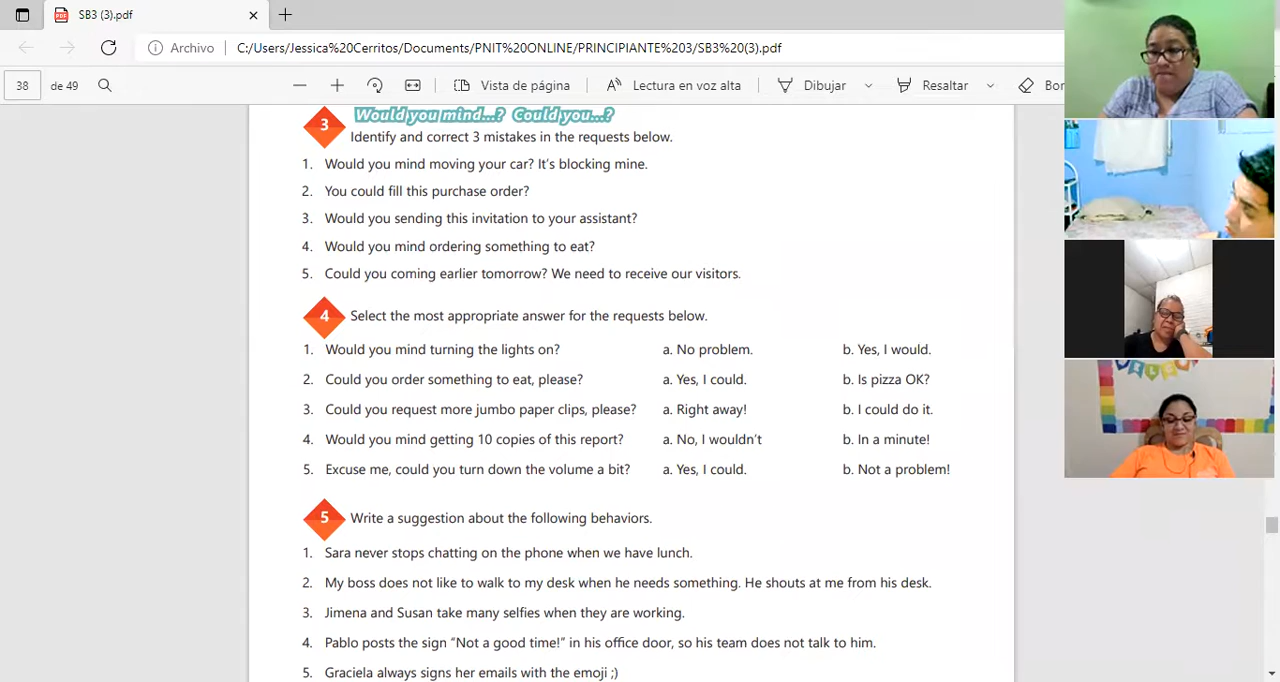 SB3 (3).pdf
Archivo
C:/Users/Jessica%20Cerritos/Documents/PNIT%20ONLINE/PRINCIPIANTE%203/SB3%20(3).pdf
38 de 49
Vista de página
Lectura en voz alta
Dibujar
Resaltar
Bor
Would you mind...? Could you...?
3
Identify and correct 3 mistakes in the requests below.
1. Would you mind moving your car? It's blocking mine.
2. You could fill this purchase order?
3. Would you sending this invitation to your assistant?
4. Would you mind ordering something to eat?
5. Could you coming earlier tomorrow? We need to receive our visitors.
4 Select the most appropriate answer for the requests below.
1. Would you mind turning the lights on? a. No problem. b. Yes, I would.
2. Could you order something to eat, please? a. Yes, I could. b. Is pizza OK?
3. Could you request more jumbo paper clips, please? a. Right away! b. I could do it.
4. Would you mind getting 10 copies of this report? a. No, I wouldn't b. In a minute!
5. Excuse me, could you turn down the volume a bit? a. Yes, I could. b. Not a problem!
5 Write a suggestion about the following behaviors.
1. Sara never stops chatting on the phone when we have lunch.
2. My boss does not like to walk to my desk when he needs something. He shouts at me from his desk.
3. Jimena and Susan take many selfies when they are working.
4. Pablo posts the sign "Not a good time!" in his office door, so his team does not talk to him.
5. Graciela always signs her emails with the emoji ;)